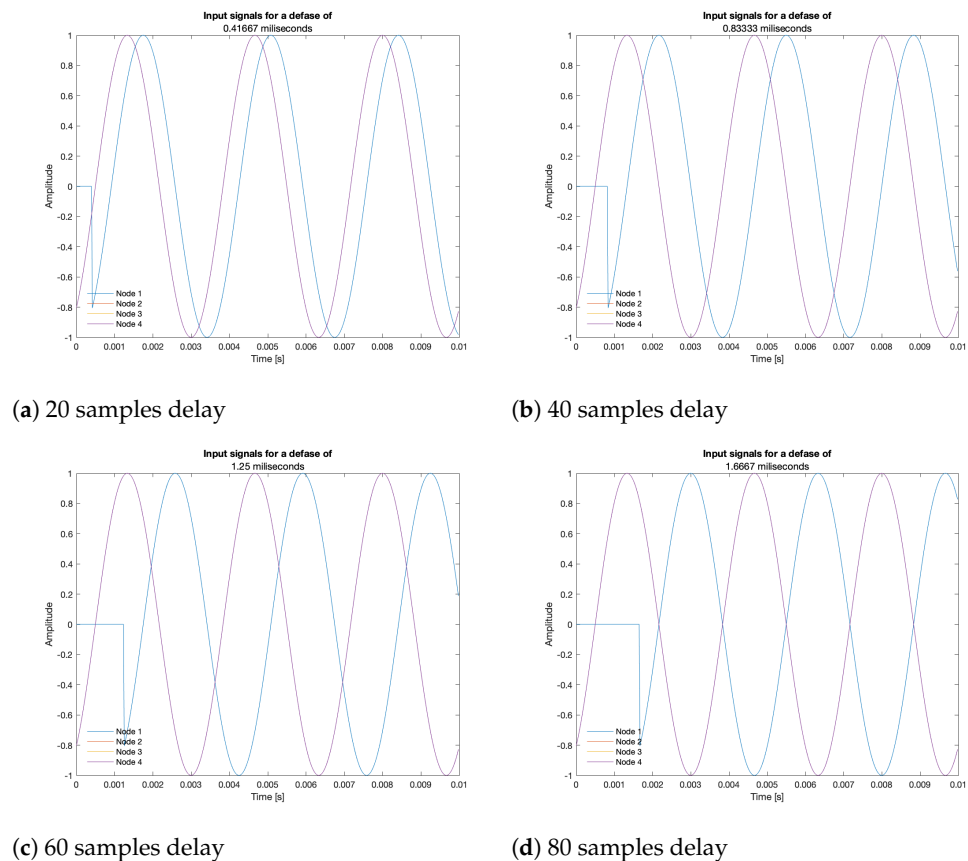 Input signals for a defase of
0.41667 miliseconds
1
0.8
0.6
0.4
0.2
0
-0.2
-0.4
-0.6
-0.8
-1
Amplitude
Node 1
Node 2
Node 3
Node 4
0 0.001 0.002 0.003 0.004 0.005 0.006 0.007 0.008 0.009 0.01
Time [s]
(a) 20 samples delay
Input signals for a defase of
0.83333 miliseconds
1
0.8
0.6
0.4
0.2
0
-0.2
-0.4
-0.6
-0.8
-1
Amplitude
Node 1
Node 2
Node 3
Node 4
0 0.001 0.002 0.003 0.004 0.005 0.006 0.007 0.008 0.009 0.01
Time [s]
(b) 40 samples delay
Input signals for a defase of
1.25 miliseconds
1
0.8
0.6
0.4
0.2
0
-0.2
-0.4
-0.6
-0.8
-1
Amplitude
Node 1
Node 2
Node 3
Node 4
0 0.001 0.002 0.003 0.004 0.005 0.006 0.007 0.008 0.009 0.01
Time [s]
(c) 60 samples delay
Input signals for a defase of
1.6667 miliseconds
1
0.8
0.6
0.4
0.2
0
-0.2
-0.4
-0.6
-0.8
-1
Amplitude
Node 1
Node 2
Node 3
Node 4
0 0.001 0.002 0.003 0.004 0.005 0.006 0.007 0.008 0.009 0.01
Time [s]
(d) 80 samples delay